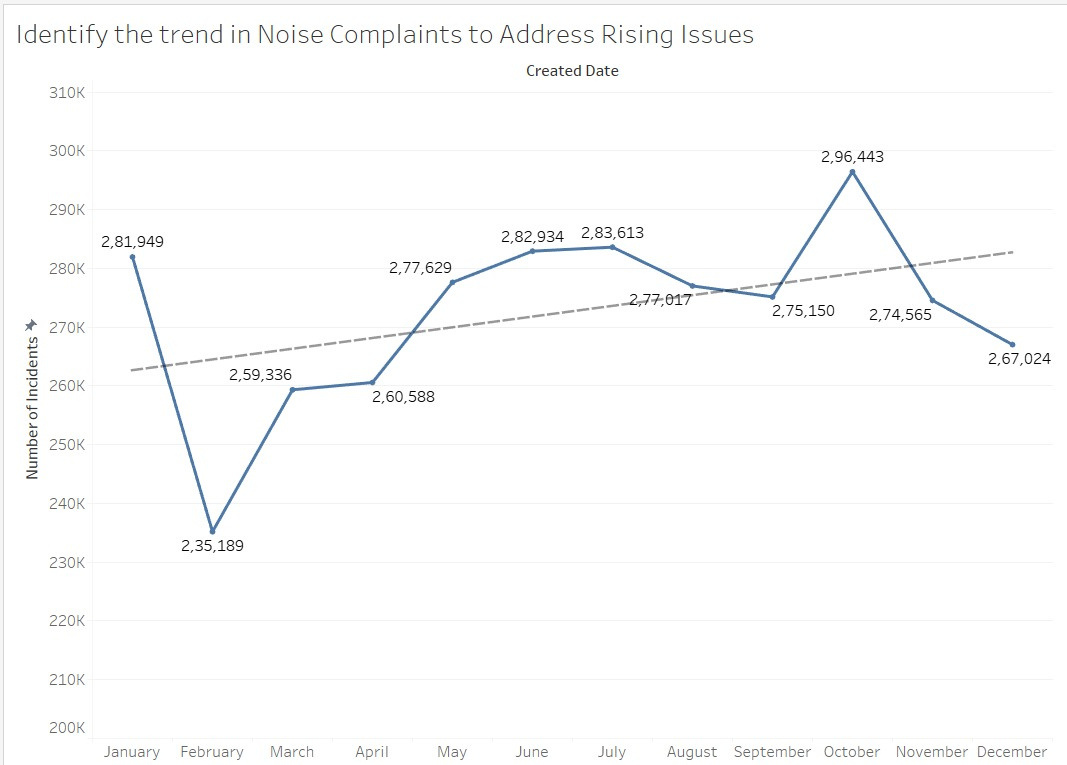 Identify the trend in Noise Complaints to Address Rising Issues
Created Date
310K
300K
290K
280K
270K
260K
250K
240K
230K
220K
210K
200K
Number of Incidents
2,81,949
2,35,189
2,59,336
2,60,588
2,77,629
2,82,934
2,83,613
2,77,017
2,75,150
2,96,443
2,74,565
2,67,024
January February March April May June July August September October November December